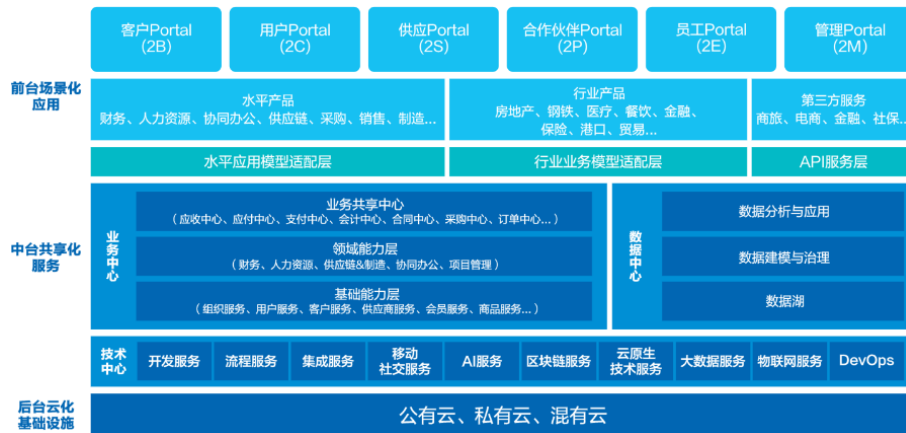 客户Portal
(2B)
用户Portal
(2C)
供应Portal
(2S)
合作伙伴Portal
(2P)
员工Portal
(2E)
管理Portal
(2M)
前台场景化
应用
水平产品
财务、人力资源、协同办公、供应链、采购、销售、制造...
行业产品
房地产、钢铁、医疗、餐饮、金融、
保险、港口、贸易...
第三方服务
商旅、电商、金融、社保...
水平应用模型适配层
行业业务模型适配层
API服务层
中台共享化
服务
业务中心
业务共享中心
(应收中心、应付中心、支付中心、会计中心、合同中心、采购中心、订单中心...)
领域能力层
(财务、人力资源、供应链&制造、协同办公、项目管理)
基础能力层
(组织服务、用户服务、客户服务、供应商服务、会员服务、商品服务...)
数据中心
数据分析与应用
数据建模与治理
数据湖
技术
中心
开发服务
流程服务
集成服务
移动
社交服务
AI服务
区块链服务
云原生
技术服务
大数据服务
物联网服务
DevOps
后台云化
基础设施
公有云、私有云、混有云